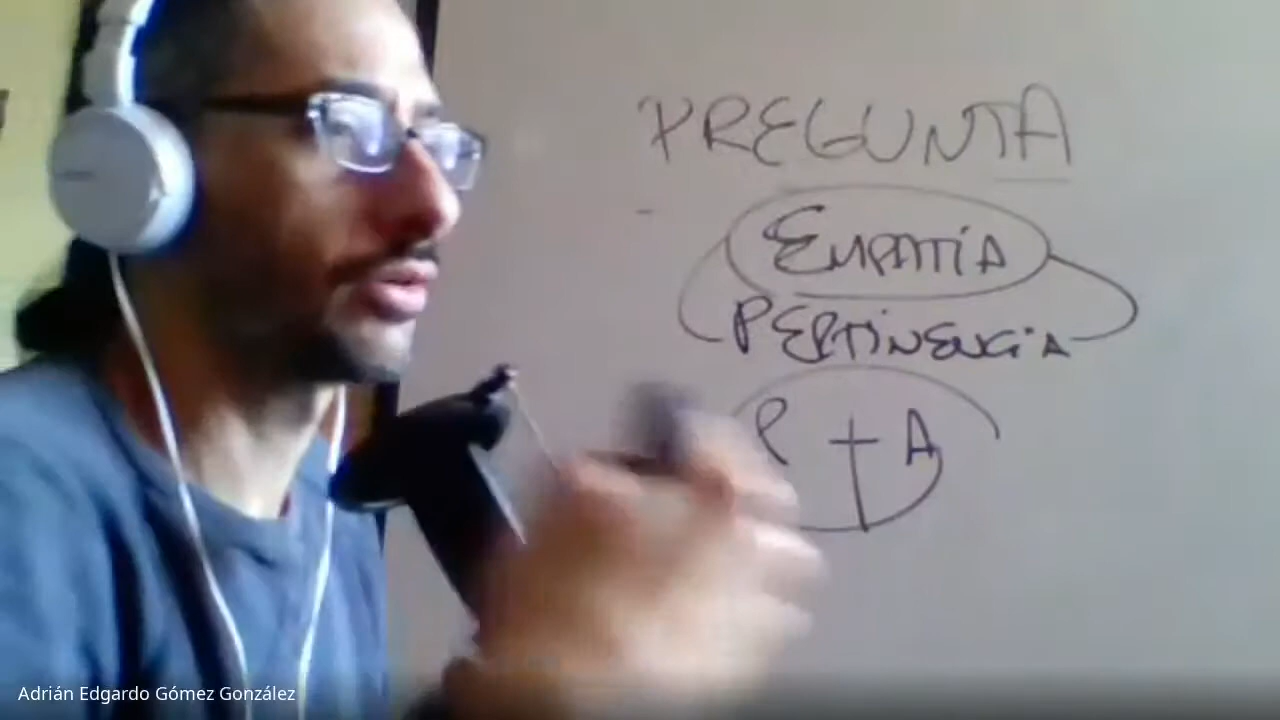 PREGUNTA
EMPATÍA
PERTINENCIA
P + A
Adrián Edgardo Gómez González